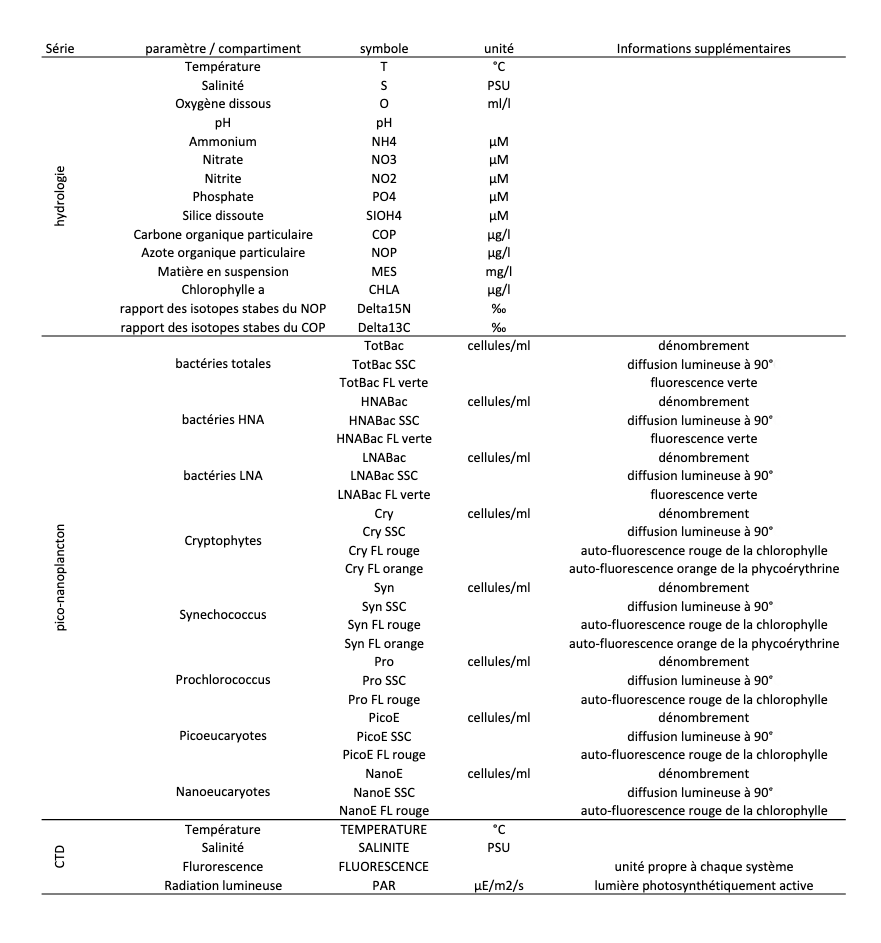 Série paramètre / compartiment symbole unité Informations supplémentaires
hydrologie
Température T °C
Salinité S PSU
Oxygène dissous O ml/l
pH pH
Ammonium NH4 µM
Nitrate NO3 µM
Nitrite NO2 µM
Phosphate PO4 µM
Silice dissoute SIOH4 µM
Carbone organique particulaire COP µg/l
Azote organique particulaire NOP µg/l
Matière en suspension MES mg/l
Chlorophylle a CHLA µg/l
rapport des isotopes stabes du NOP Delta15N ‰
rapport des isotopes stabes du COP Delta13C ‰
pico-nanoplancton
TotBac cellules/ml dénombrement
bactéries totales TotBac SSC diffusion lumineuse à 90°
TotBac FL verte fluorescence verte
HNABac cellules/ml dénombrement
bactéries HNA HNABac SSC diffusion lumineuse à 90°
HNABac FL verte fluorescence verte
LNABac cellules/ml dénombrement
bactéries LNA LNABac SSC diffusion lumineuse à 90°
LNABac FL verte fluorescence verte
Cry cellules/ml dénombrement
Cry SSC diffusion lumineuse à 90°
Cryptophytes
Cry FL rouge auto-fluorescence rouge de la chlorophylle
Cry FL orange auto-fluorescence orange de la phycoérythrine
Syn cellules/ml dénombrement
Syn SSC diffusion lumineuse à 90°
Synechococcus
Syn FL rouge auto-fluorescence rouge de la chlorophylle
Syn FL orange auto-fluorescence orange de la phycoérythrine
Pro cellules/ml dénombrement
Prochlorococcus Pro SSC diffusion lumineuse à 90°
Pro FL rouge auto-fluorescence rouge de la chlorophylle
PicoE cellules/ml dénombrement
Picoeucaryotes PicoE SSC diffusion lumineuse à 90°
PicoE FL rouge auto-fluorescence rouge de la chlorophylle
NanoE cellules/ml dénombrement
Nanoeucaryotes NanoE SSC diffusion lumineuse à 90°
NanoE FL rouge auto-fluorescence rouge de la chlorophylle
CTD
Température TEMPERATURE °C
Salinité SALINITE PSU
Flurorescence FLUORESCENCE unité propre à chaque système
Radiation lumineuse PAR µE/m2/s lumière photosynthétiquement active